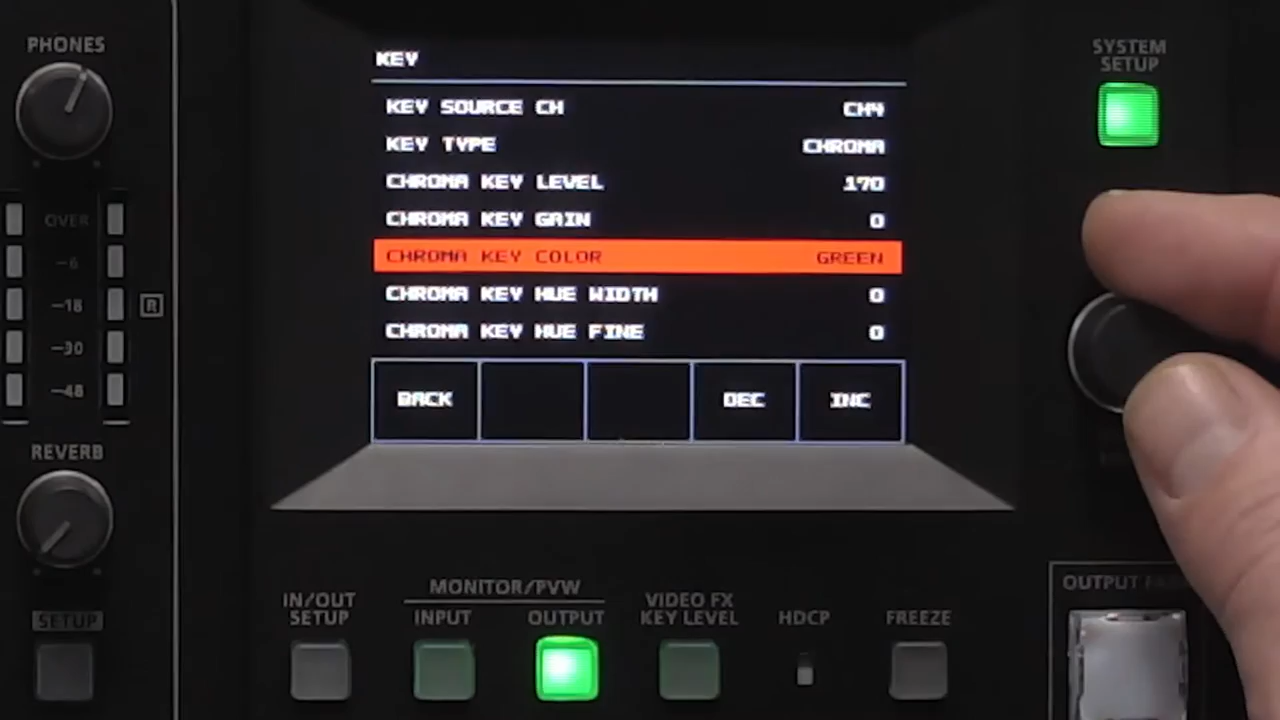 PHONES
OVER
-6
-18
R
-30
-48
REVERB
SETUP
KEY
KEY SOURCE CH CH4
KEY TYPE CHROMA
CHROMA KEY LEVEL 170
CHROMA KEY GAIN 0
CHROMA KEY COLOR GREEN
CHROMA KEY HUE WIDTH 0
CHROMA KEY HUE FINE 0
BACK DEC INC
SYSTEM
SETUP
IN/OUT
SETUP
MONITOR/PVW
INPUT OUTPUT
VIDEO FX
KEY LEVEL
HDCP
FREEZE
OUTPUT